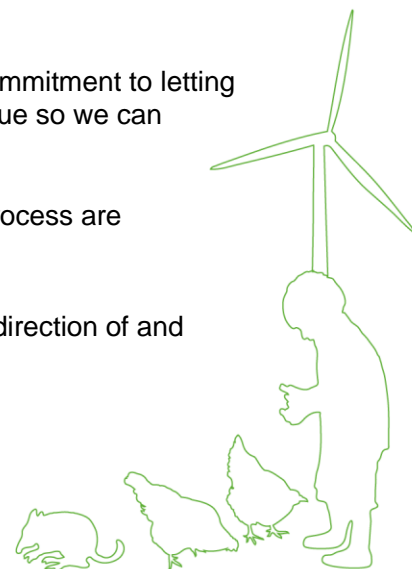 mmitment to letting
ue so we can
ocess are
direction of and